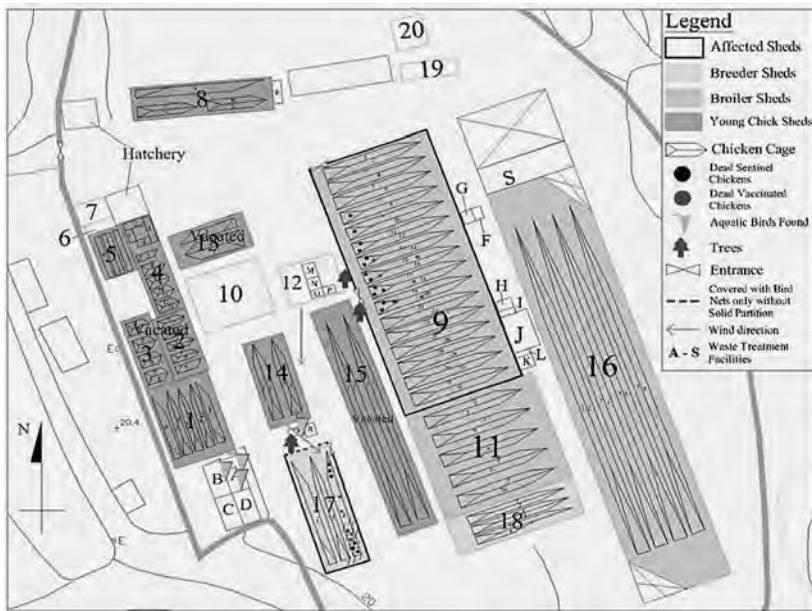 20
19
8
Legend
Affected Sheds
Breeder Sheds
Broiler Sheds
Young Chick Sheds
Chicken Cage
Dead Sentinel
Chickens
Dead Vaccinated
Chickens
Aquatic Birds Found
Trees
Entrance
Covered with Bird
Nets only without
Solid Partition
Wind direction
A - S Waste Treatment
Facilities
Hatchery
S
G
F
7
6
5
4
13
Vacated
12
M
N
P
10
9
H
I
J
K
L
16
3
Vacated
2
14
15
Vacated
1
11
18
B
C
D
17
N
20.4
E
20